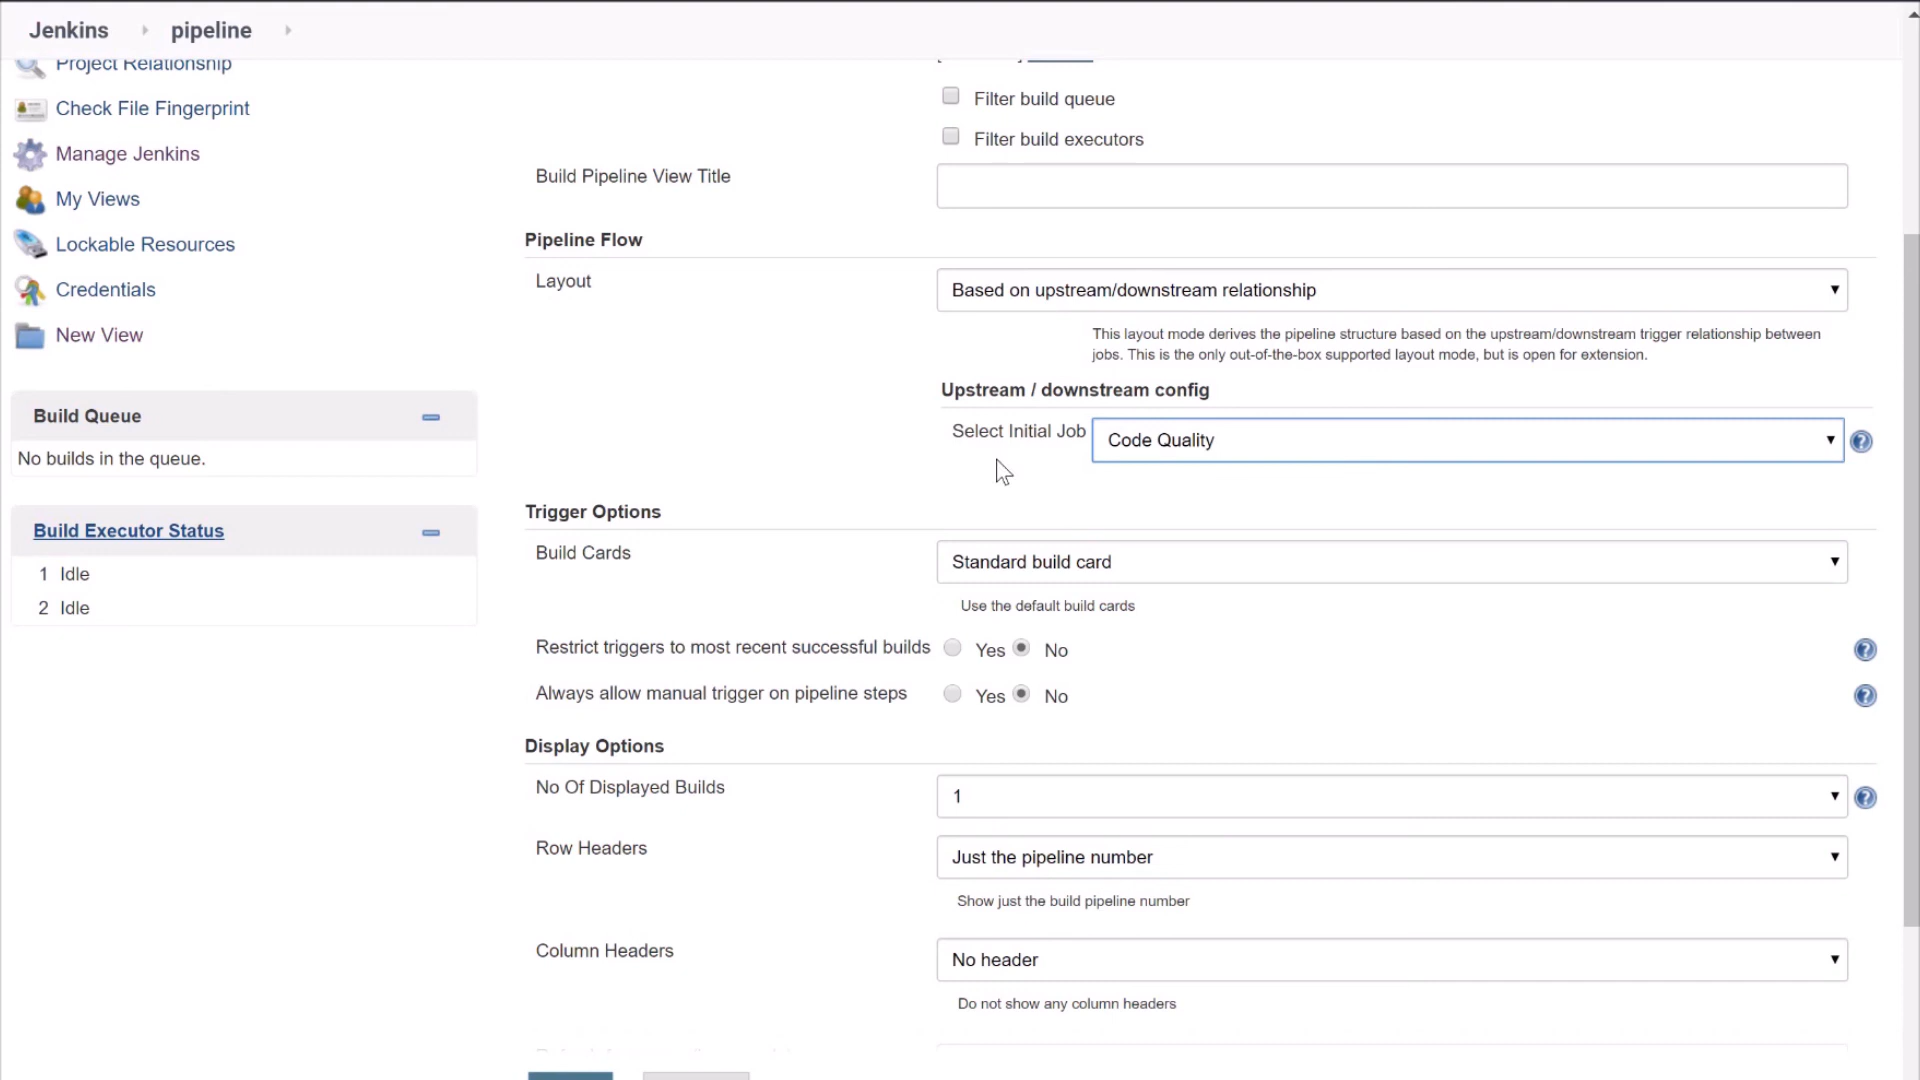 Jenkins
pipeline
Project Relationship
Check File Fingerprint
Manage Jenkins
My Views
Lockable Resources
Credentials
New View
Build Queue
No builds in the queue.
Build Executor Status
1 Idle
2 Idle
Filter build queue
Filter build executors
Build Pipeline View Title
Pipeline Flow
Layout
Based on upstream/downstream relationship
This layout mode derives the pipeline structure based on the upstream/downstream trigger relationship between
jobs. This is the only out-of-the-box supported layout mode, but is open for extension.
Upstream / downstream config
Select Initial Job
Code Quality
Trigger Options
Build Cards
Standard build card
Use the default build cards
Restrict triggers to most recent successful builds
Yes No
Always allow manual trigger on pipeline steps
Yes No
Display Options
No Of Displayed Builds
1
Row Headers
Just the pipeline number
Show just the build pipeline number
Column Headers
No header
Do not show any column headers